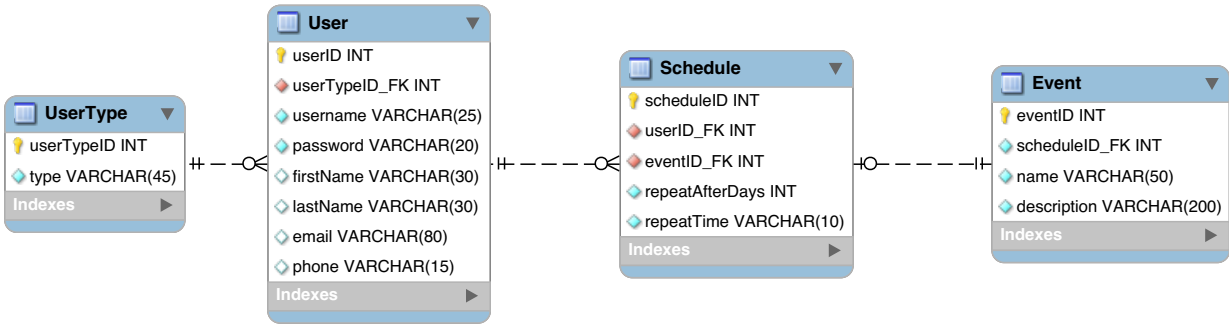 UserType
userTypeID INT
type VARCHAR(45)
Indexes
User
userID INT
userTypeID_FK INT
username VARCHAR(25)
password VARCHAR(20)
firstName VARCHAR(30)
lastName VARCHAR(30)
email VARCHAR(80)
phone VARCHAR(15)
Indexes
Schedule
scheduleID INT
userID_FK INT
eventID_FK INT
repeatAfterDays INT
repeatTime VARCHAR(10)
Indexes
Event
eventID INT
scheduleID_FK INT
name VARCHAR(50)
description VARCHAR(200)
Indexes